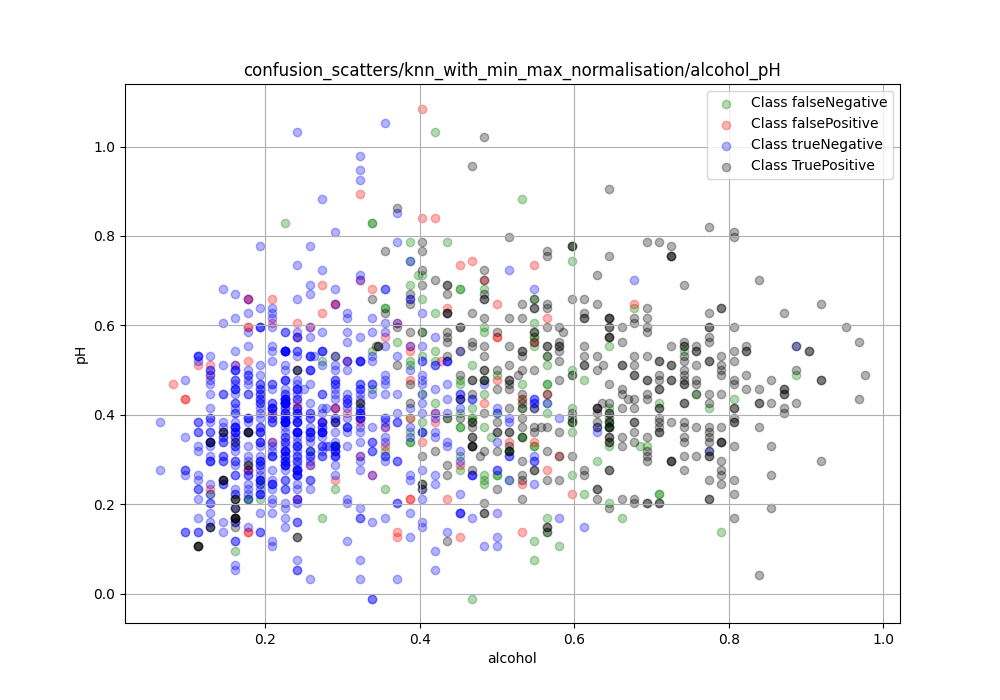 confusion_scatters/knn_with_min_max_normalisation/alcohol_pH
Class falseNegative
Class falsePositive
Class trueNegative
Class TruePositive
1.0
0.8
0.6
0.4
0.2
0.0
pH
0.2 0.4 0.6 0.8 1.0
alcohol